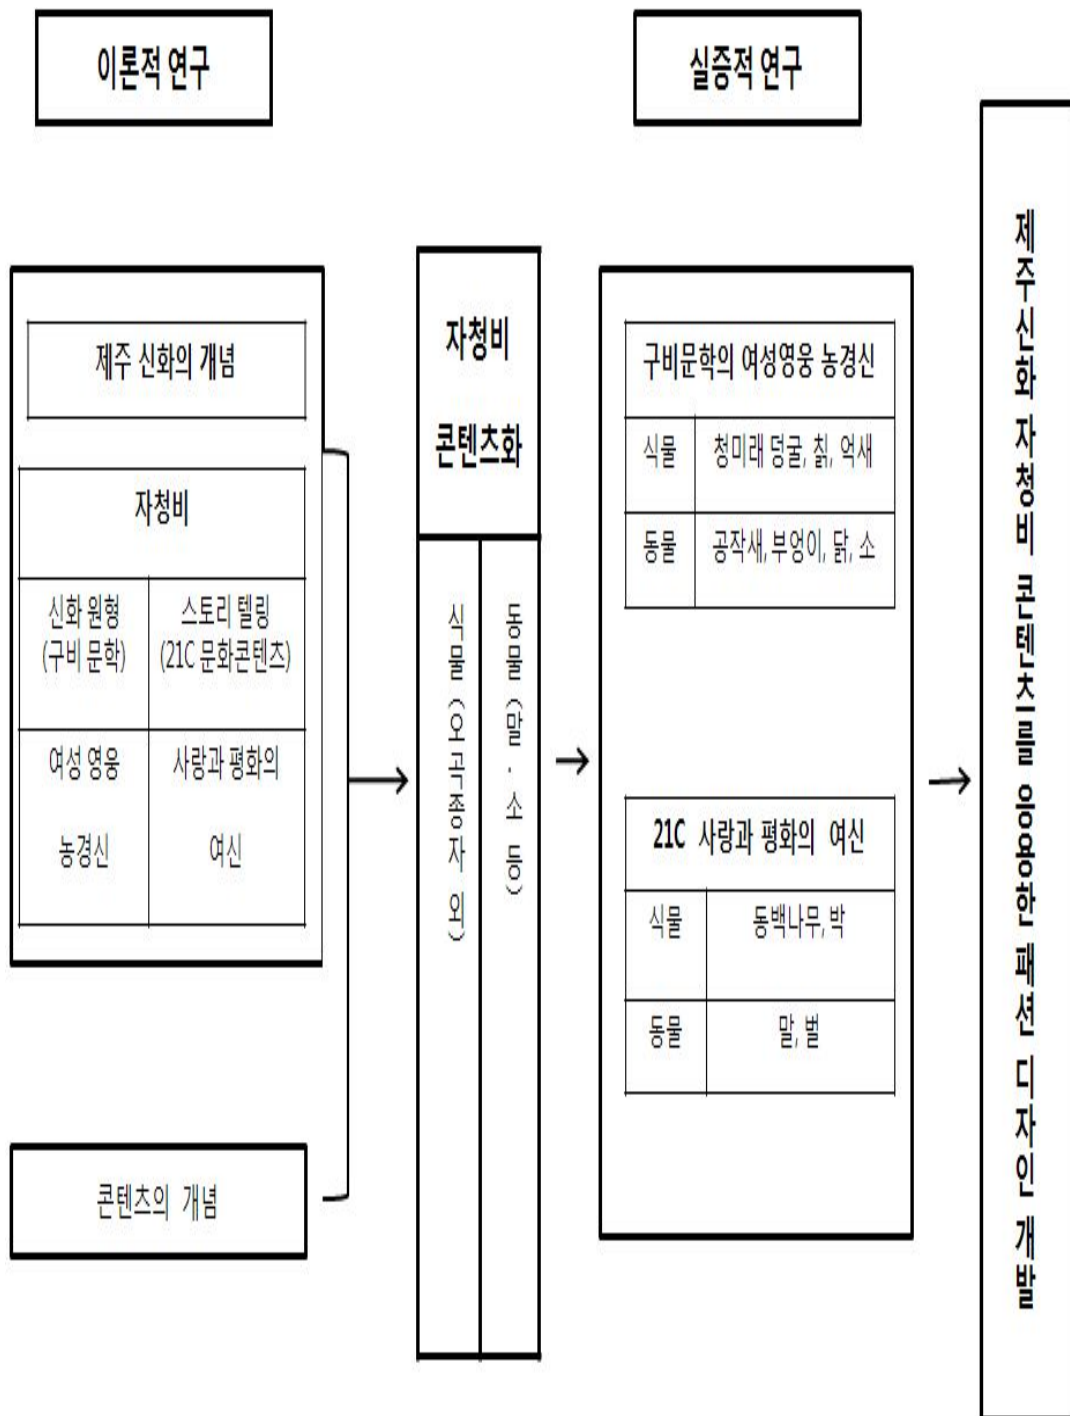 이론적 연구
실증적 연구
제주 신화의 개념
자청비
신화 원형
(구비 문학)
스토리 텔링
(21C 문화콘텐츠)
여성 영웅
농경신
사랑과 평화의
여신
콘텐츠의 개념
자청비
콘텐츠화
식물(오곡종자 외)
동물(말 · 소 등)
구비문학의 여성영웅 농경신
식물
청미래 덩굴, 칡, 억새
동물
공작새, 부엉이, 닭, 소
21C 사랑과 평화의 여신
식물
동백나무, 박
동물
말, 벌
제주신화 자청비 콘텐츠를 응용한 패션 디자인 개발